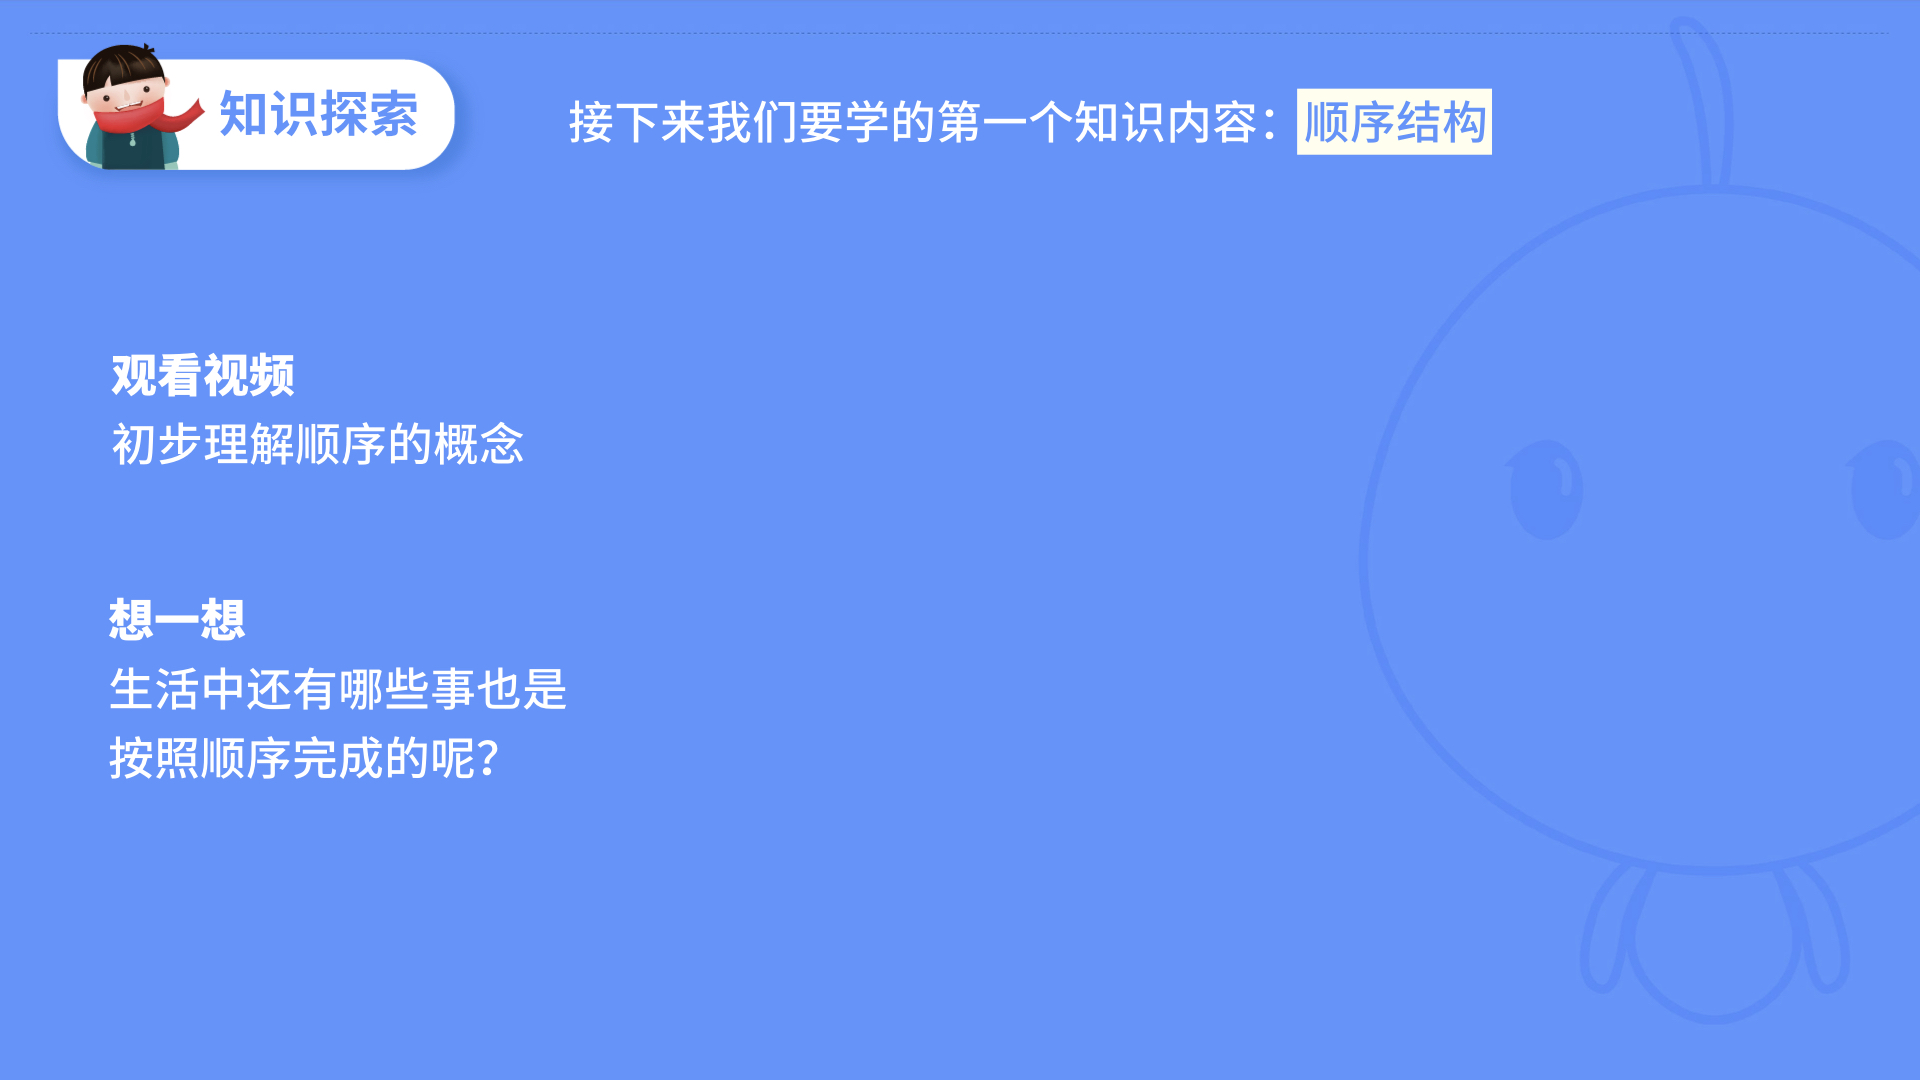 知识探索
接下来我们要学的第一个知识内容：顺序结构
观看视频
初步理解顺序的概念
想一想
生活中还有哪些事也是
按照顺序完成的呢？